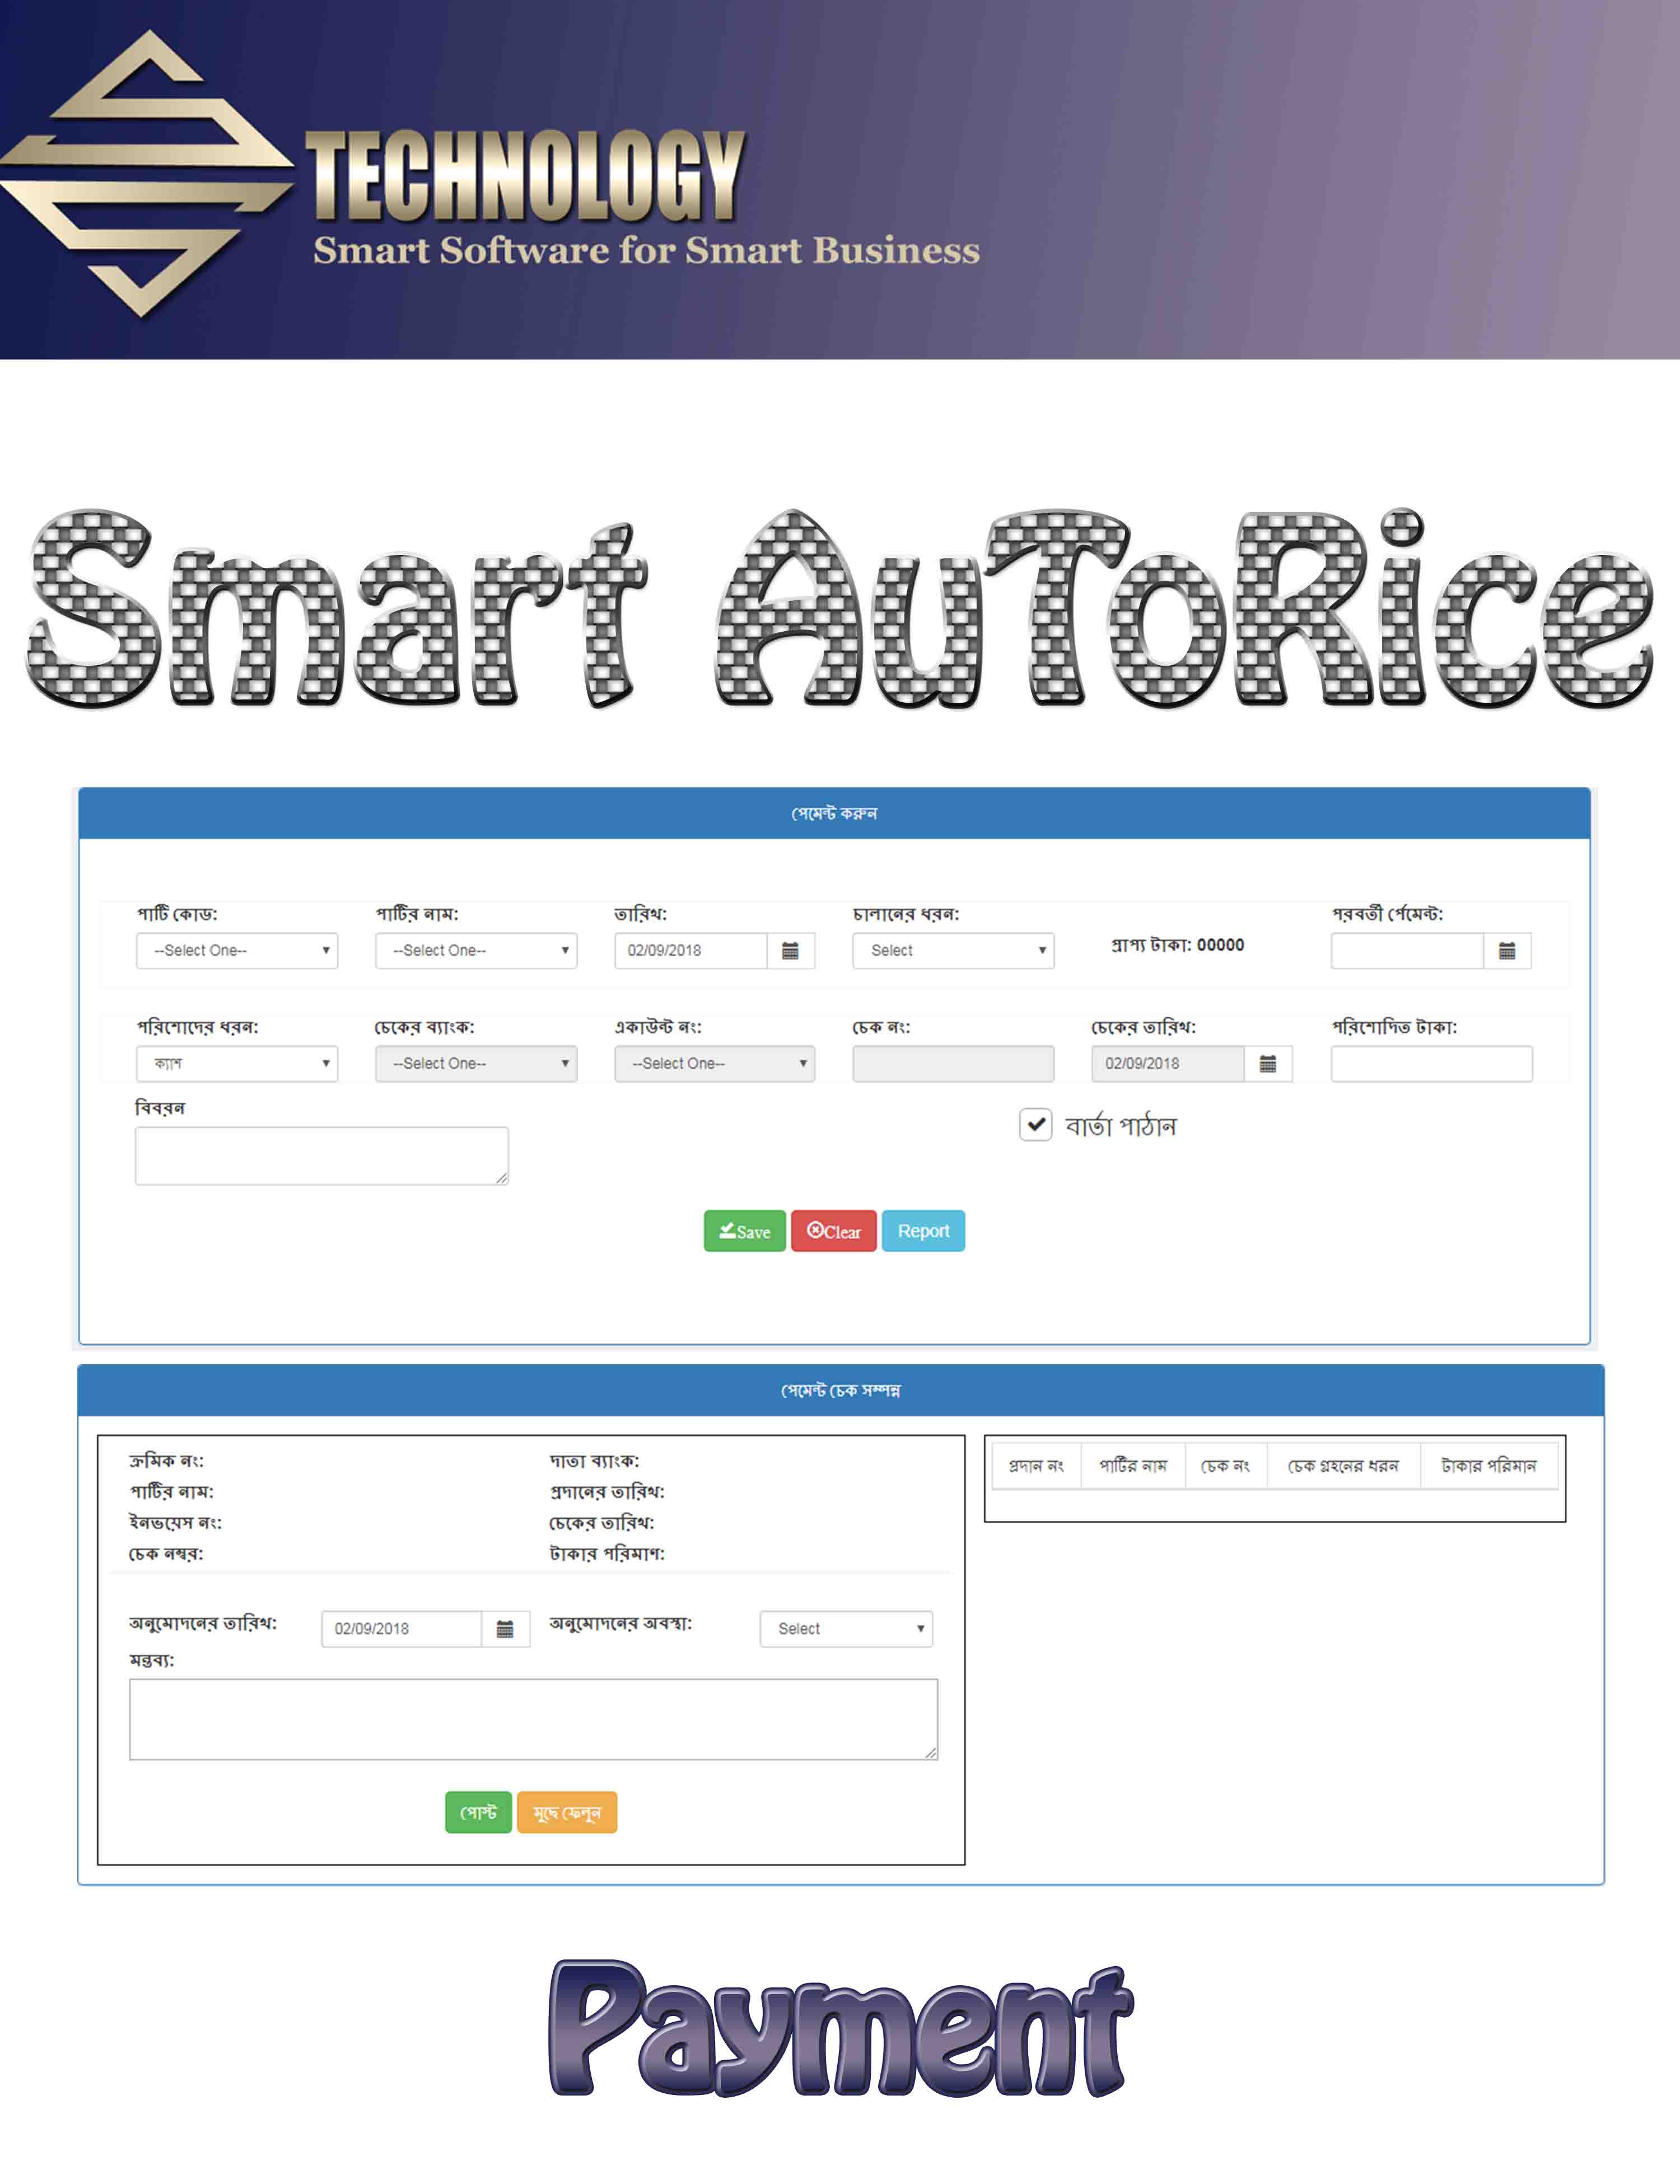 TECHNOLOGY
Smart Software for Smart Business
Smart AuToRice
পেমেন্ট করুন
পার্টি কোড: পার্টির নাম: তারিখ: চালানের ধরন: পরবর্তী র্পেমেন্ট:
--Select One-- --Select One-- 02/09/2018 Select প্রাপ্য টাকা: 00000
পরিশোদের ধরন: চেকের ব্যাংক: একাউন্ট নং: চেক নং: চেকের তারিখ: পরিশোদিত টাকা:
ক্যাশ --Select One-- --Select One-- 02/09/2018
বিবরন
বার্তা পাঠান
Save Clear Report
পেমেন্ট চেক সম্পন্ন
ক্রমিক নং: দাতা ব্যাংক:
পার্টির নাম: প্রদানের তারিখ:
ইনভয়েস নং: চেকের তারিখ:
চেক নম্বর: টাকার পরিমাণ:
প্রদান নং পার্টির নাম চেক নং চেক গ্রহনের ধরন টাকার পরিমান
অনুমোদনের তারিখ: 02/09/2018 অনুমোদনের অবস্থা: Select
মন্তব্য:
পোস্ট মুছে ফেলুন
Payment